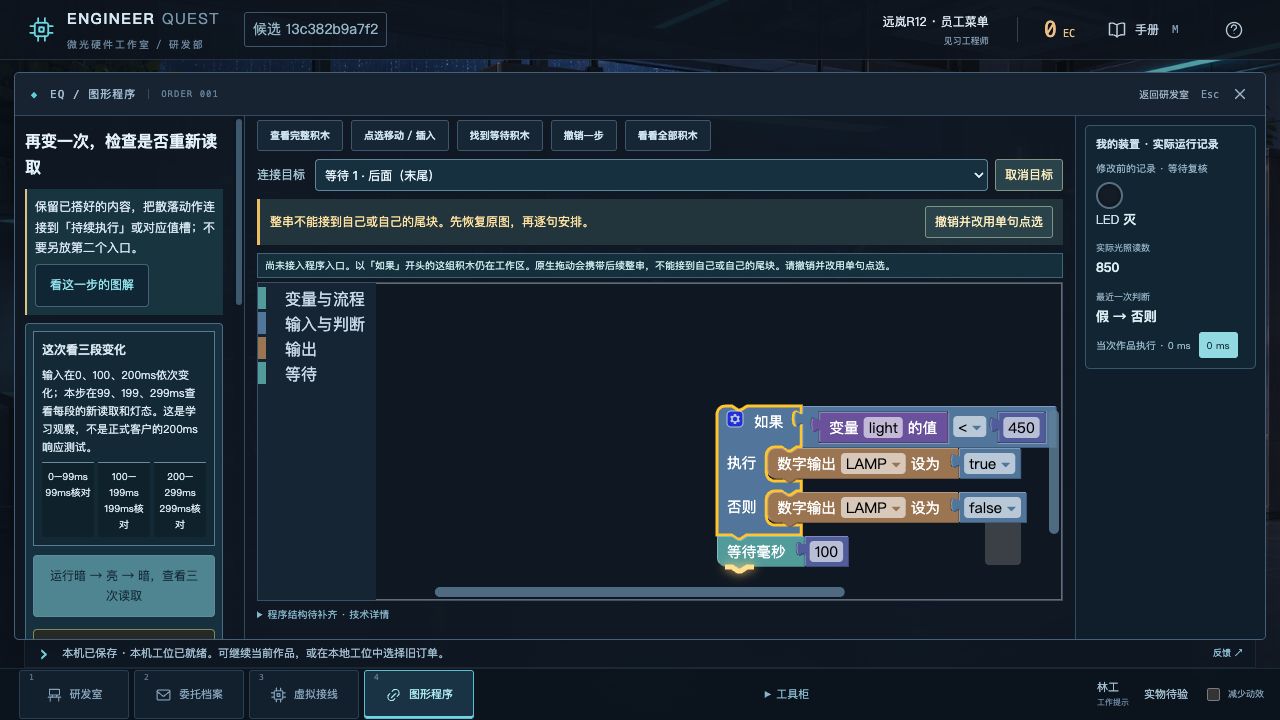 ENGINEER QUEST
微光硬件工作室 / 研发部
候选 13c382b9a7f2
远岚R12 · 员工菜单
见习工程师
0 EC
手册 M
EQ / 图形程序
ORDER 001
返回研发室 Esc
再变一次，检查是否重新读
取
保留已搭好的内容，把散落动作连
接到「持续执行」或对应值槽；不
要另放第二个入口。
看这一步的图解
这次看三段变化
输入在0、100、200ms依次变
化；本步在99、199、299ms查
看每段的新读取和灯态。这是学
习观察，不是正式客户的200ms
响应测试。
0—99ms
99ms核对
100—
199ms
199ms核
对
200—
299ms
299ms核
对
运行暗 → 亮 → 暗，查看三
次读取
查看完整积木
点选移动 / 插入
找到等待积木
撤销一步
看看全部积木
连接目标
等待 1 · 后面（末尾）
取消目标
整串不能接到自己或自己的尾块。先恢复原图，再逐句安排。
撤销并改用单句点选
尚未接入程序入口。以「如果」开头的这组积木仍在工作区。原生拖动会携带后续整串，不能接到自己或自己的尾块。请撤销并改用单句点选。
变量与流程
输入与判断
输出
等待
如果 变量 light 的值 < 450
执行 数字输出 LAMP 设为 true
否则 数字输出 LAMP 设为 false
等待毫秒 100
程序结构待补齐 · 技术详情
我的装置 · 实际运行记录
修改前的记录 · 等待复核
LED 灭
实际光照读数
850
最近一次判断
假 → 否则
当次作品执行 · 0 ms
0 ms
本机已保存 · 本机工位已就绪。可继续当前作品，或在本地工位中选择旧订单。
反馈 ↗
1 研发室
2 委托档案
3 虚拟接线
4 图形程序
工具柜
林工
工作提示
实物待验
减少动效